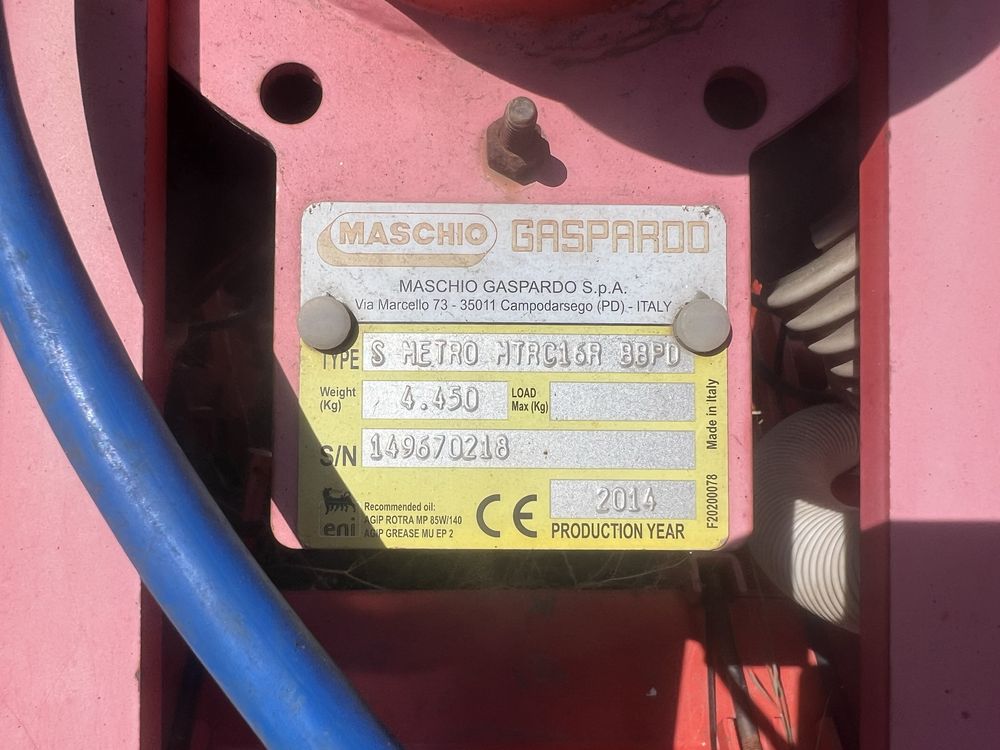 MASCHIO GASPARDO
MASCHIO GASPARDO S.p.A.
Via Marcello 73 - 35011 Campodarsego (PD) - ITALY
TYPE S METRO MTRC16R BBPD
Weight (Kg) 4.450 LOAD Max (Kg)
S/N 149670218
eni
Recommended oil:
AGIP ROTRA MP 85W/140
AGIP GREASE MU EP 2
CE
2014
PRODUCTION YEAR
F20200078 Made in Italy